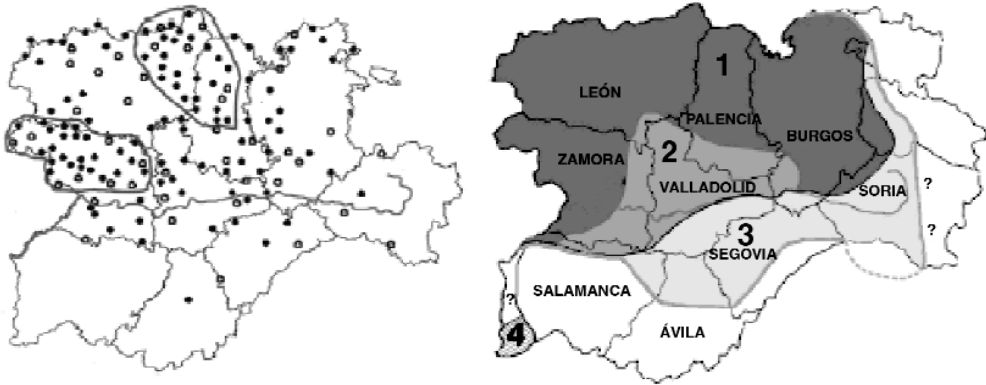 1
LEÓN
PALENCIA
BURGOS
2
ZAMORA
VALLADOLID
SORIA
?
3
?
SEGOVIA
SALAMANCA
?
4
ÁVILA